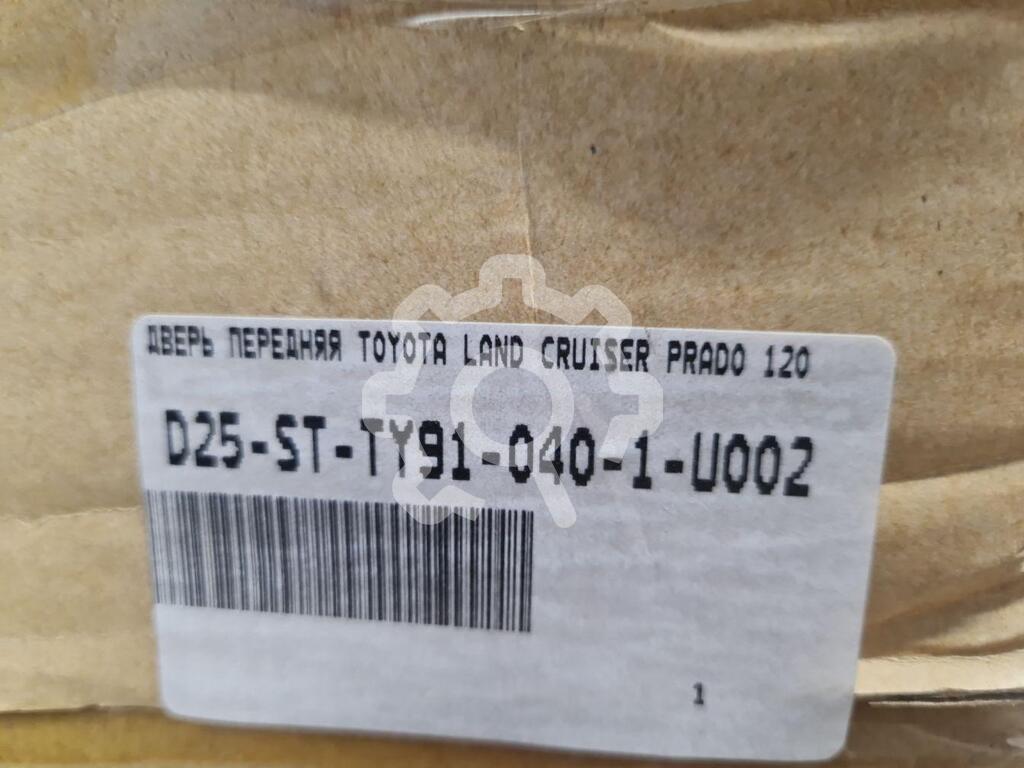 ДВЕРЬ ПЕРЕДНЯЯ TOYOTA LAND CRUISER PRADO 120
D25-ST-TY91-040-1-U002
1